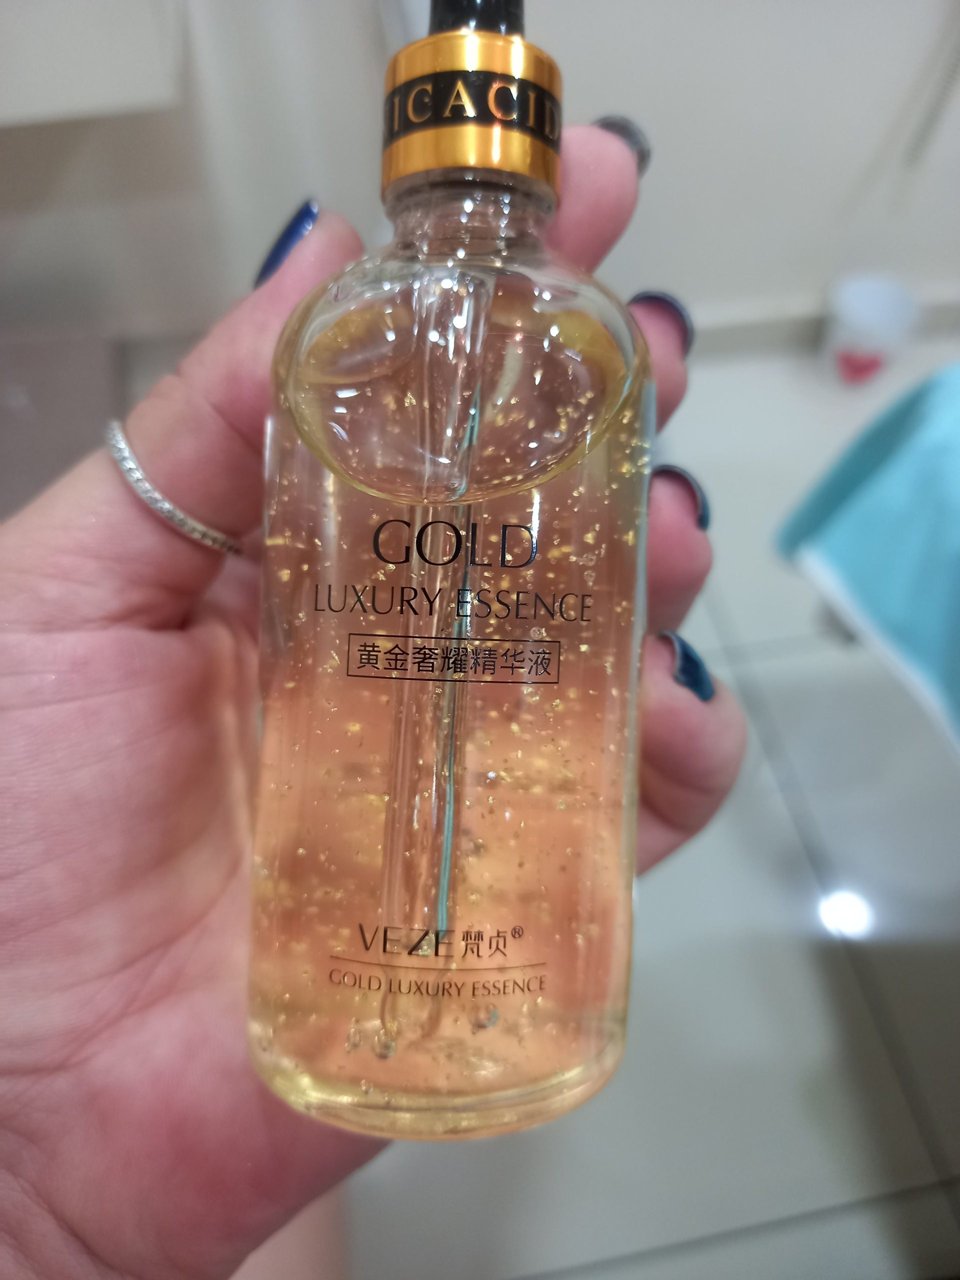 ICACID
GOLD
LUXURY ESSENCE
黄金奢耀精华液
VEZE 梵贞®
GOLD LUXURY ESSENCE